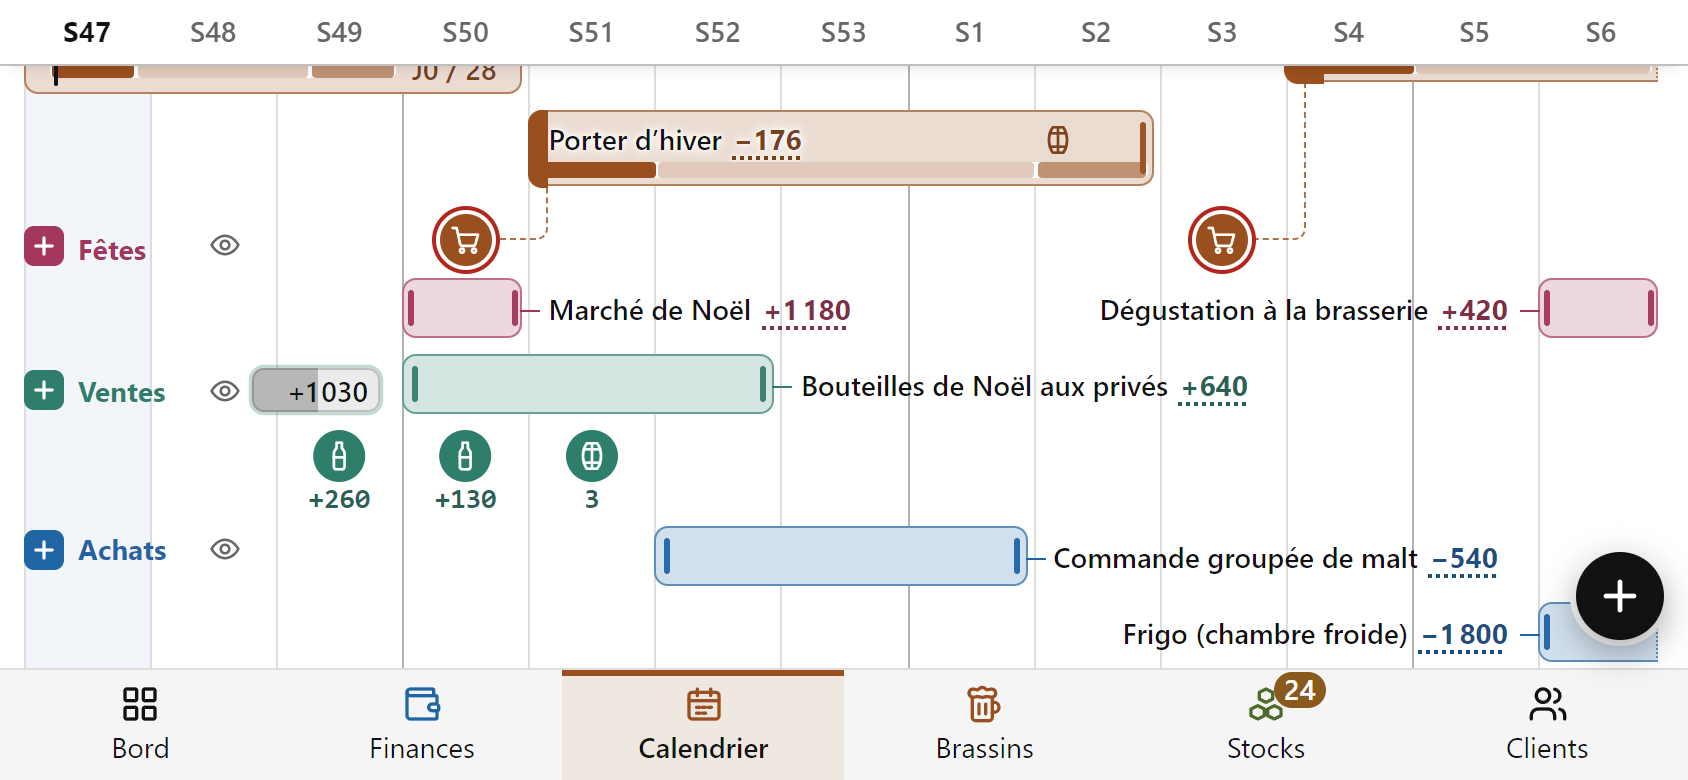 S47 S48 S49 S50 S51 S52 S53 S1 S2 S3 S4 S5 S6
J0 / 28
Porter d’hiver −176
Fêtes
Marché de Noël +1 180
Dégustation à la brasserie +420
Ventes
+1030
Bouteilles de Noël aux privés +640
+260 +130 3
Achats
Commande groupée de malt −540
Frigo (chambre froide) −1 800
Bord Finances Calendrier Brassins Stocks 24 Clients